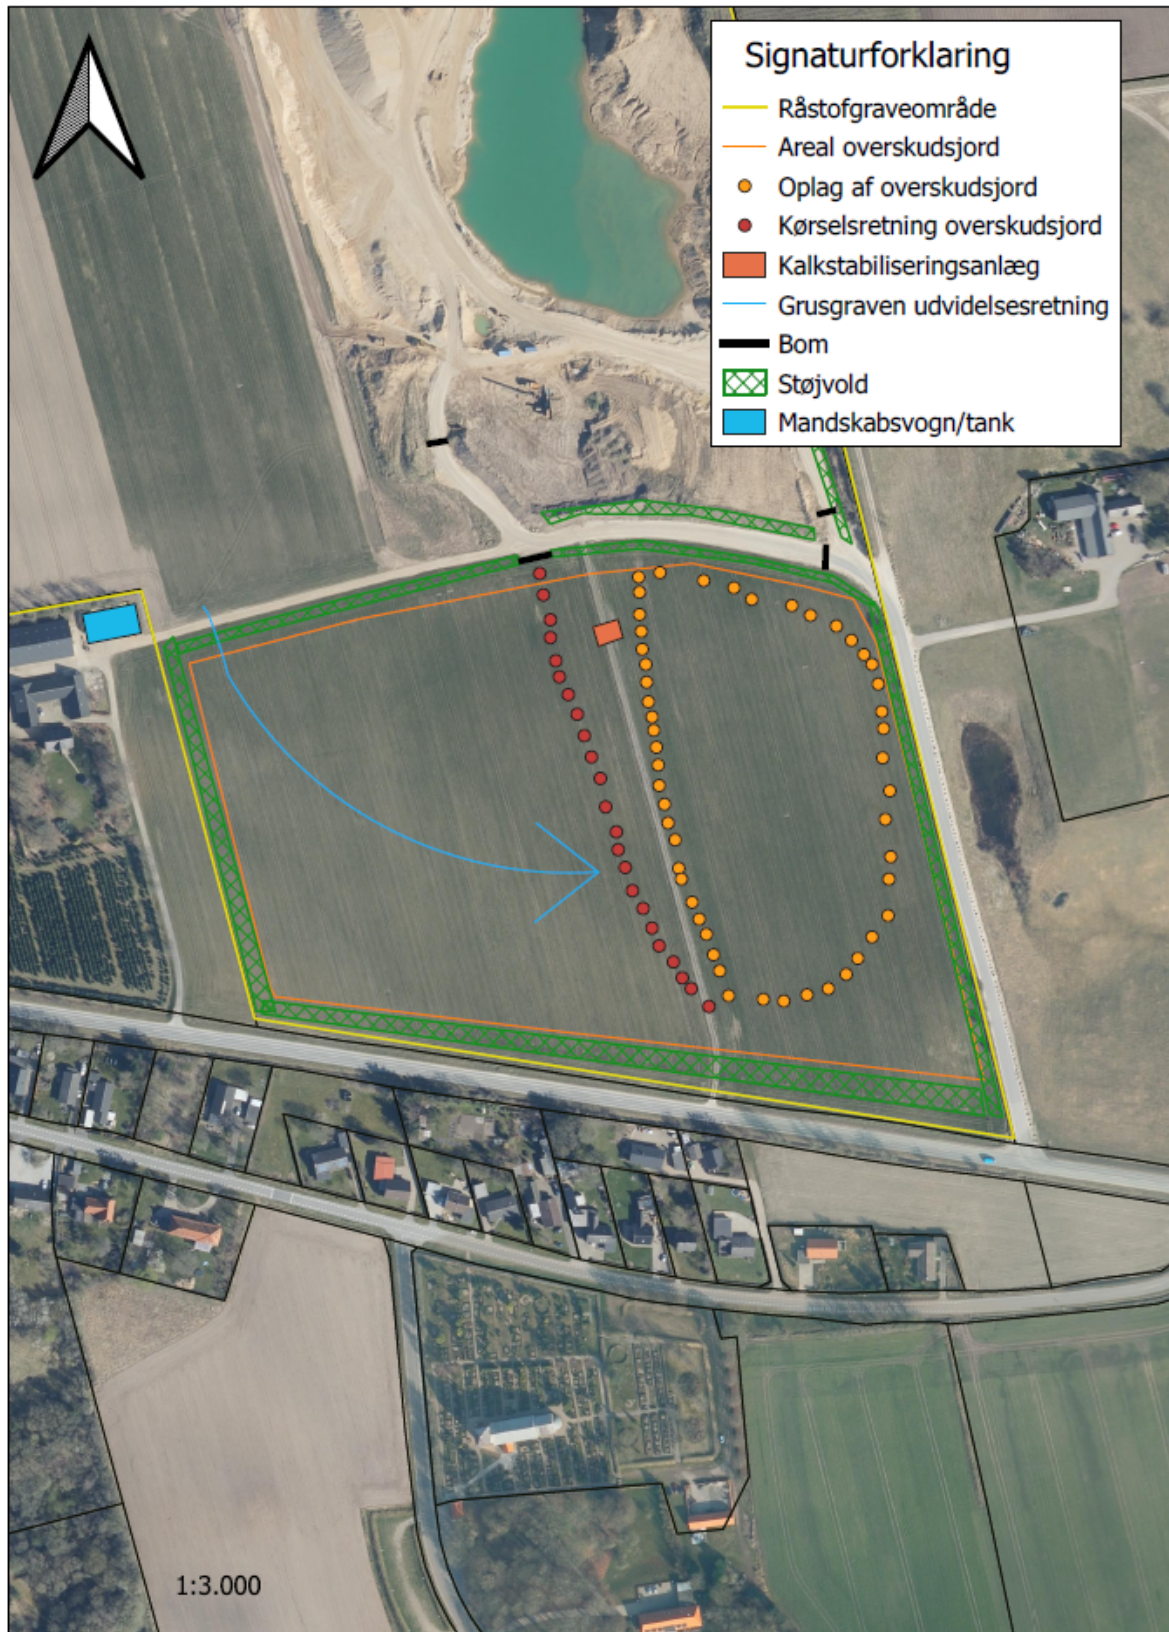 Signaturforklaring
Råstofgraveområde
Areal overskudsjord
Oplag af overskudsjord
Kørselsretning overskudsjord
Kalkstabiliseringsanlæg
Grusgraven udvidelsesretning
Bom
Støjvold
Mandskabsvogn/tank
1:3.000